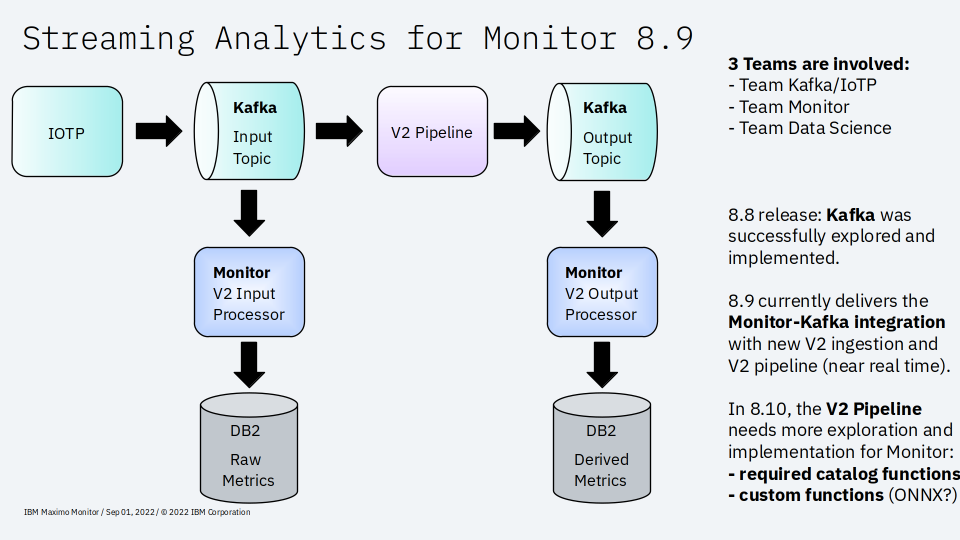 Streaming Analytics for Monitor 8.9
IOTP
Kafka
Input
Topic
V2 Pipeline
Kafka
Output
Topic
Monitor
V2 Input
Processor
Monitor
V2 Output
Processor
DB2
Raw
Metrics
DB2
Derived
Metrics
3 Teams are involved:
- Team Kafka/IoTP
- Team Monitor
- Team Data Science
8.8 release: Kafka was
successfully explored and
implemented.
8.9 currently delivers the
Monitor-Kafka integration
with new V2 ingestion and
V2 pipeline (near real time).
In 8.10, the V2 Pipeline
needs more exploration and
implementation for Monitor:
- required catalog functions
- custom functions (ONNX?)
IBM Maximo Monitor / Sep 01, 2022 / © 2022 IBM Corporation